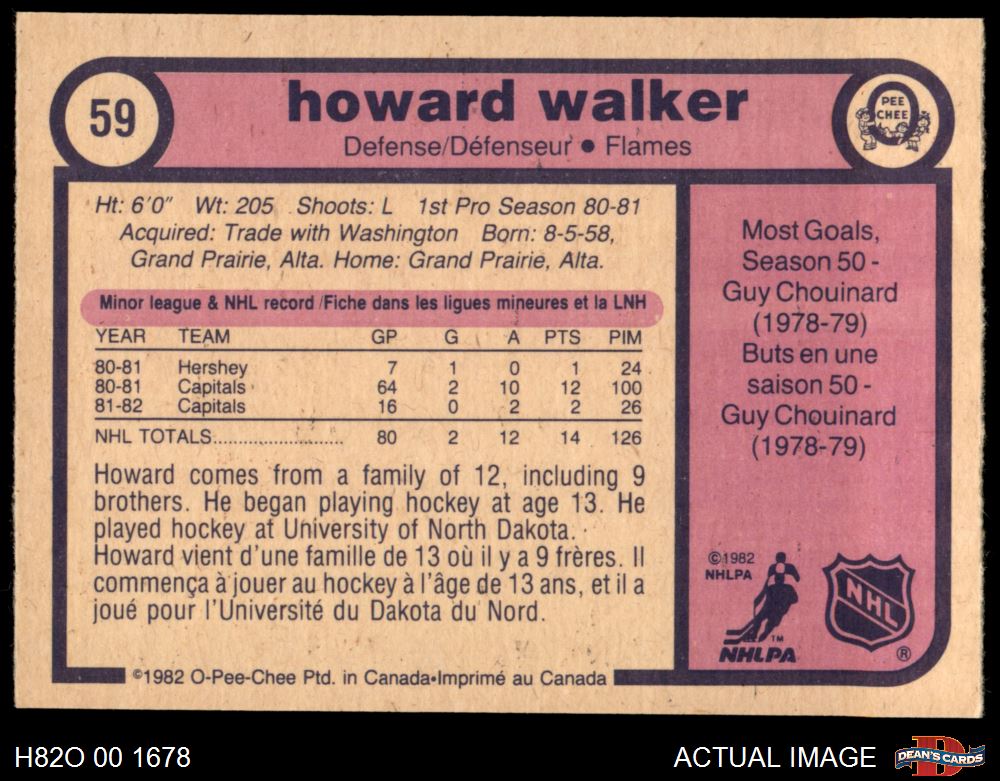 59
howard walker
Defense/Défenseur • Flames
O
PEE
CHEE
Ht: 6'0" Wt: 205 Shoots: L 1st Pro Season 80-81
Acquired: Trade with Washington Born: 8-5-58,
Grand Prairie, Alta. Home: Grand Prairie, Alta.
Minor league & NHL record /Fiche dans les ligues mineures et la LNH
YEAR TEAM GP G A PTS PIM
80-81 Hershey 7 1 0 1 24
80-81 Capitals 64 2 10 12 100
81-82 Capitals 16 0 2 2 26
NHL TOTALS...................... 80 2 12 14 126
Howard comes from a family of 12, including 9
brothers. He began playing hockey at age 13. He
played hockey at University of North Dakota.
Howard vient d'une famille de 13 où il y a 9 frères. Il
commença à jouer au hockey à l'âge de 13 ans, et il a
joué pour l'Université du Dakota du Nord.
©1982 O-Pee-Chee Ptd. in Canada•Imprimé au Canada
Most Goals,
Season 50 -
Guy Chouinard
(1978-79)
Buts en une
saison 50 -
Guy Chouinard
(1978-79)
©1982
NHLPA
TM
NHLPA
NHL
®
H82O 00 1678
ACTUAL IMAGE
D
DEAN'S CARDS